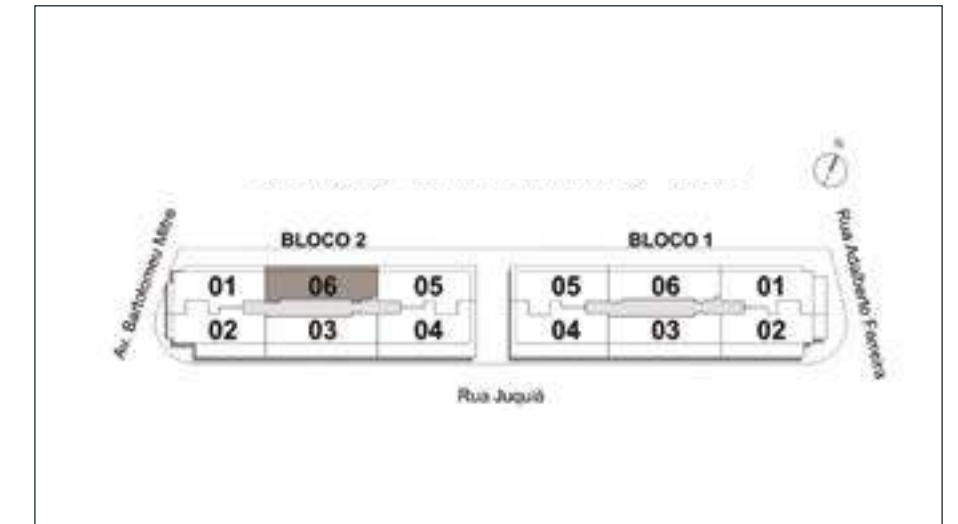 BLOCO 2
BLOCO 1
01 06 05
02 03 04
05 06 01
04 03 02
Av. Bartolomeu Mitre
Rua Adalberto Ferreira
Rua Juquiá